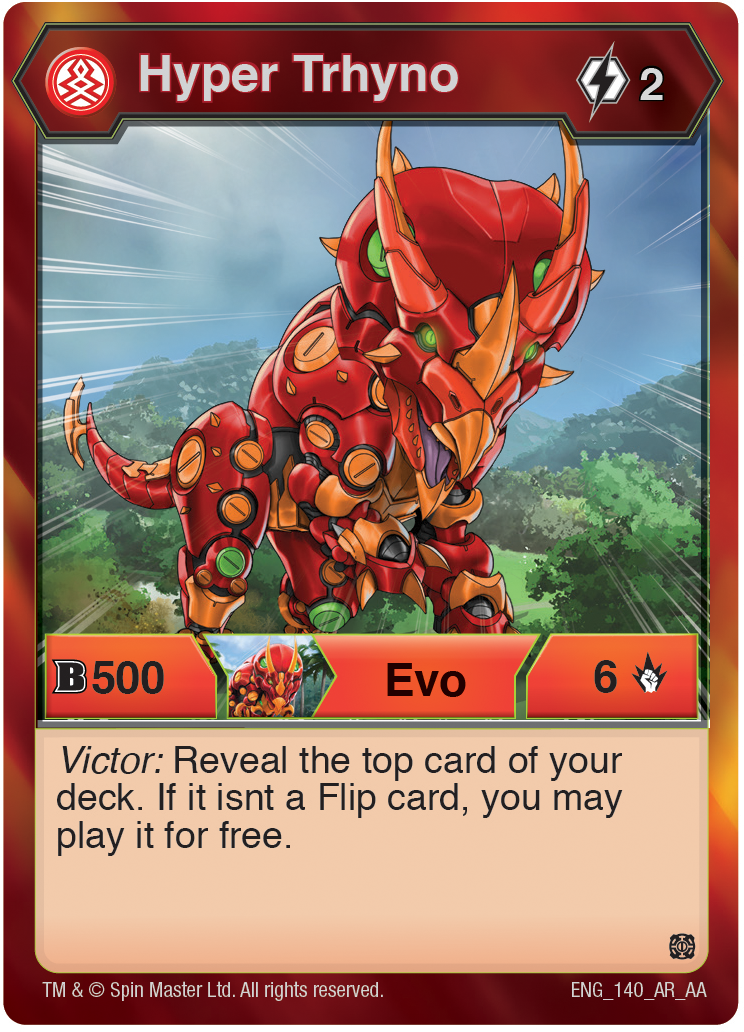 Hyper Trhyno
2
B500
Evo
6
Victor: Reveal the top card of your
deck. If it isnt a Flip card, you may
play it for free.
TM & © Spin Master Ltd. All rights reserved.
ENG_140_AR_AA